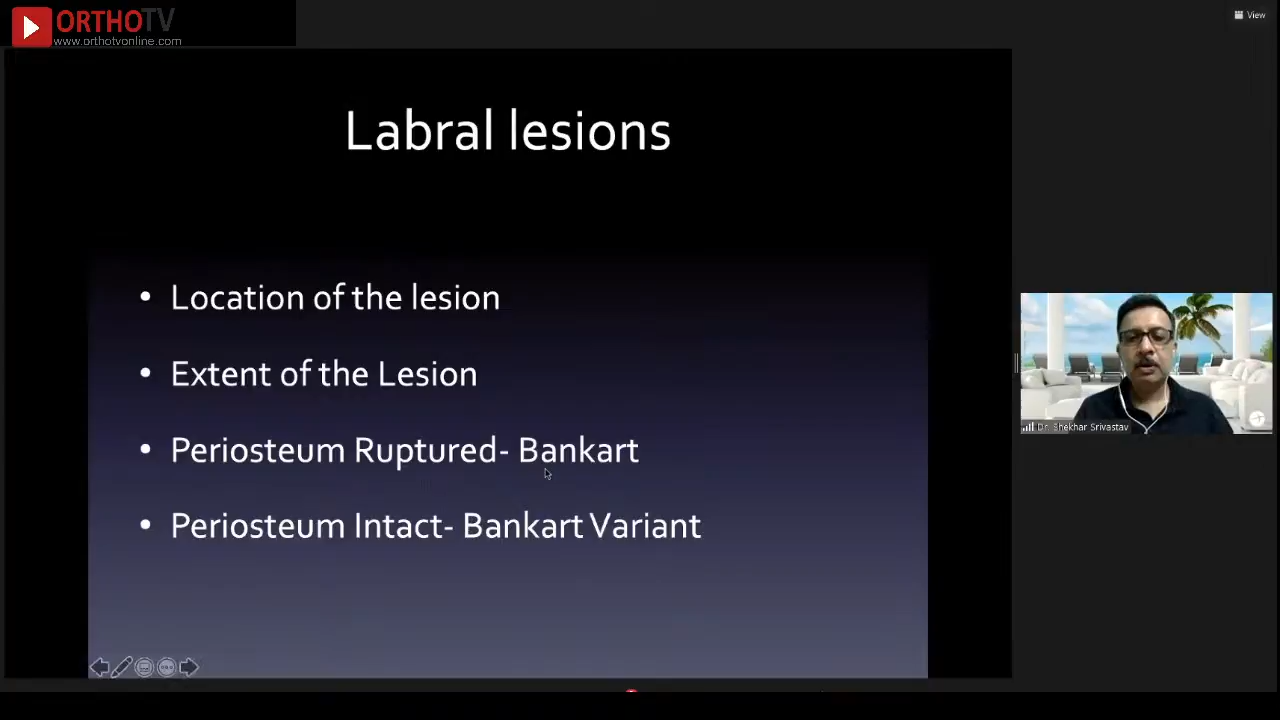 ORTHOTV
www.orthotvonline.com
View
Labral lesions
• Location of the lesion
• Extent of the Lesion
• Periosteum Ruptured- Bankart
• Periosteum Intact- Bankart Variant
Dr. Shekhar Srivastav